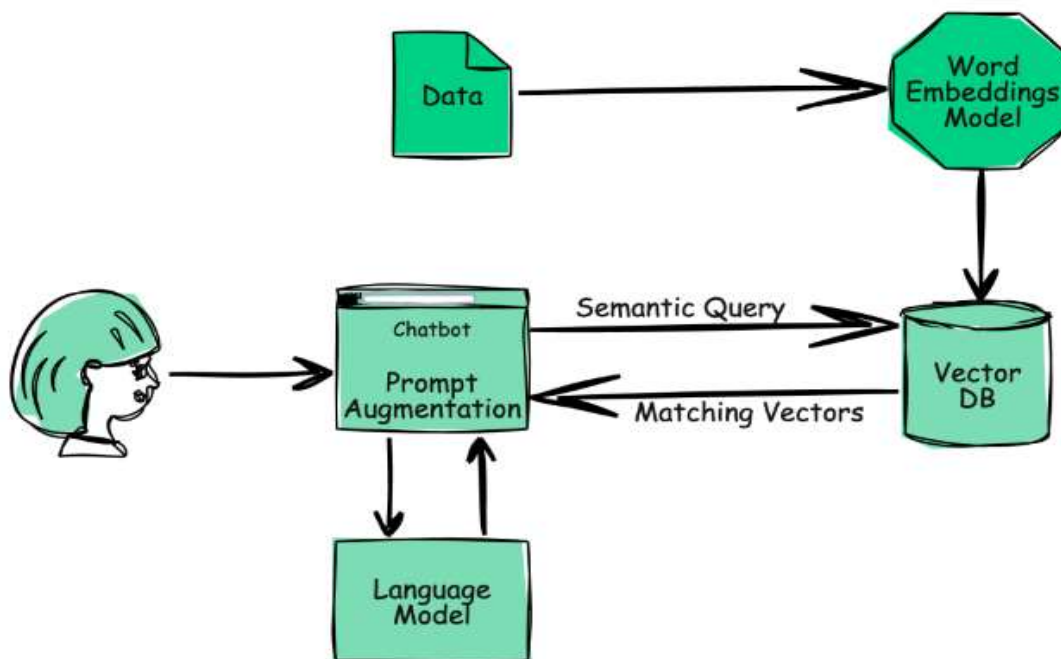 Data
Word
Embeddings
Model
Semantic Query
Chatbot
Prompt
Augmentation
Matching Vectors
Vector
DB
Language
Model